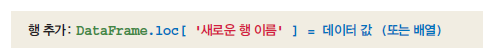 행 추가: DataFrame.loc[ '새로운 행 이름' ] = 데이터 값 (또는 배열)